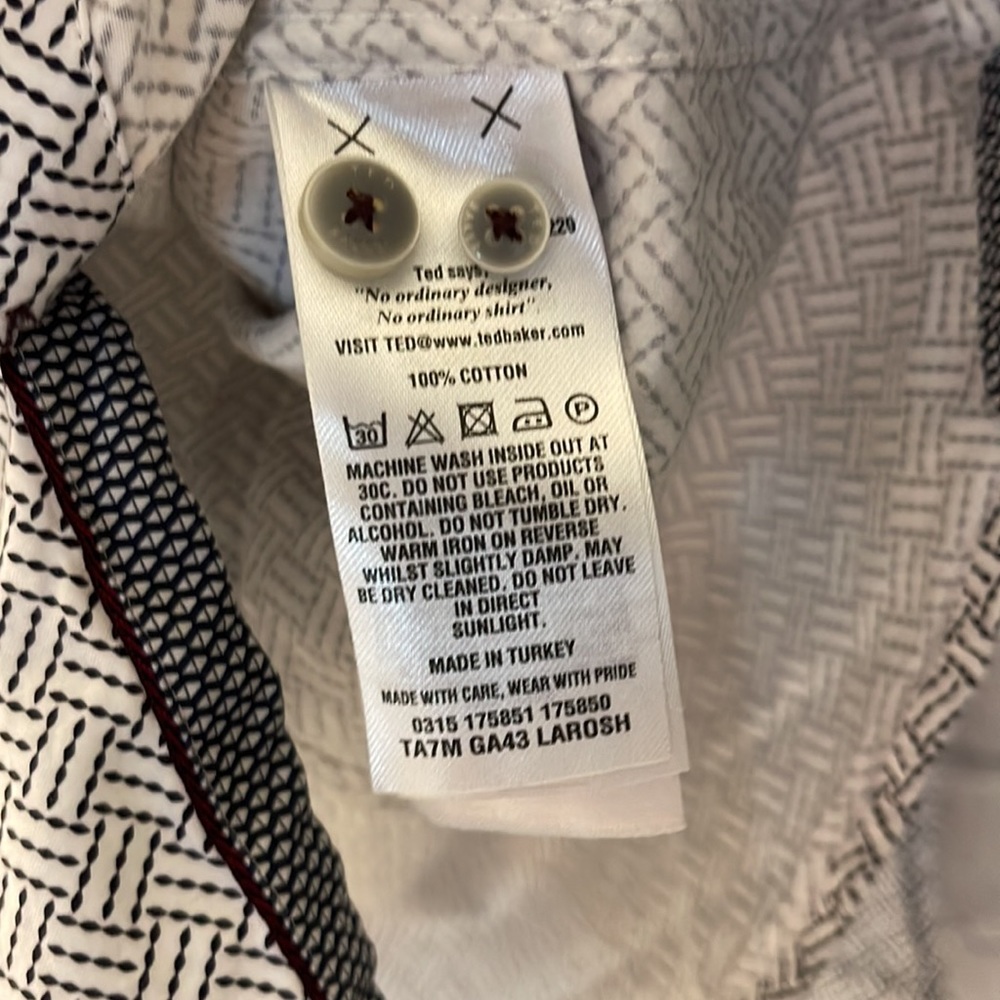 Ted says,
"No ordinary designer,
No ordinary shirt"
VISIT TED@www.tedbaker.com
100% COTTON
30 P
MACHINE WASH INSIDE OUT AT
30C. DO NOT USE PRODUCTS
CONTAINING BLEACH, OIL OR
ALCOHOL. DO NOT TUMBLE DRY.
WARM IRON ON REVERSE
WHILST SLIGHTLY DAMP. MAY
BE DRY CLEANED. DO NOT LEAVE
IN DIRECT
SUNLIGHT.
MADE IN TURKEY
MADE WITH CARE, WEAR WITH PRIDE
0315 175851 175850
TA7M GA43 LAROSH